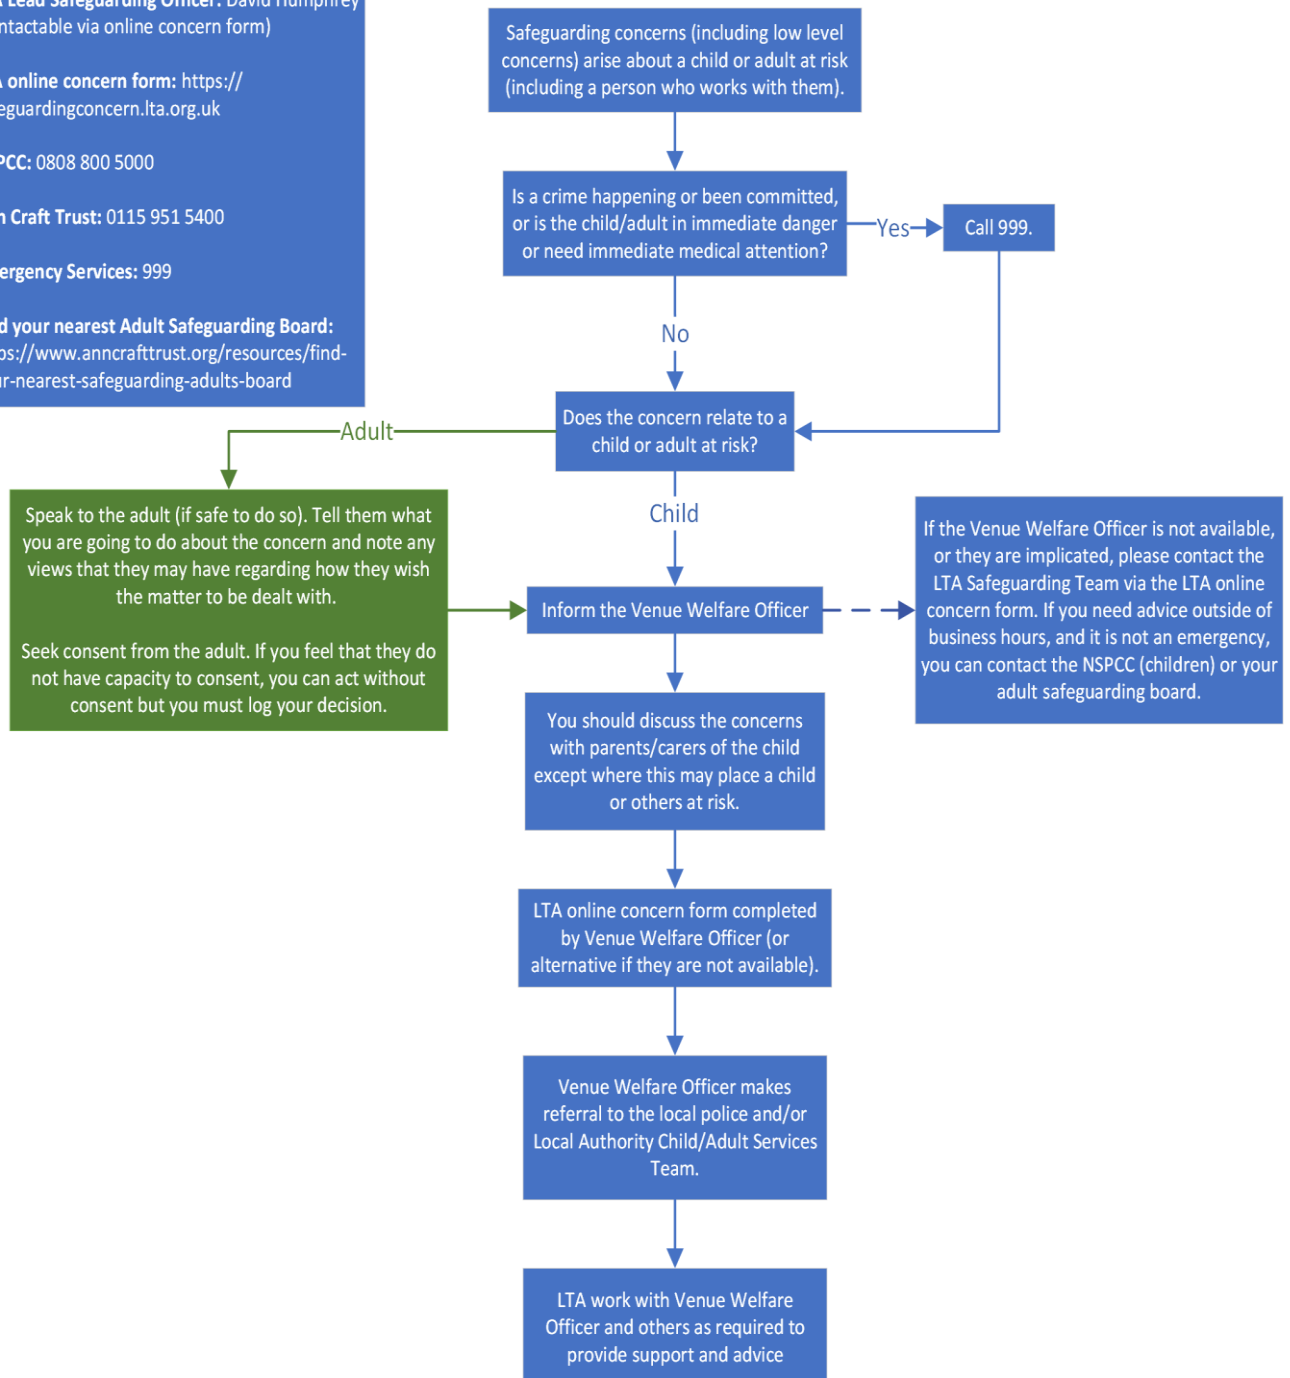 Lead Safeguarding Officer: David Humphrey
via online concern form)
online concern form: https://
0808 800 5000
Craft Trust: 0115 951 5400
Services: 999
your nearest Adult Safeguarding Board:
://www.anncrafttrust.org/resources/find-
-nearest-safeguarding-adults-board
Safeguarding concerns (including low level
concerns) arise about a child or adult at risk
(including a person who works with them).
Is a crime happening or been committed,
or is the child/adult in immediate danger
or need immediate medical attention?
Yes
Call 999.
No
Does the concern relate to a
child or adult at risk?
Adult
Child
Speak to the adult (if safe to do so). Tell them what
you are going to do about the concern and note any
views that they may have regarding how they wish
the matter to be dealt with.
Seek consent from the adult. If you feel that they do
not have capacity to consent, you can act without
consent but you must log your decision.
Inform the Venue Welfare Officer
If the Venue Welfare Officer is not available,
or they are implicated, please contact the
LTA Safeguarding Team via the LTA online
concern form. If you need advice outside of
business hours, and it is not an emergency,
you can contact the NSPCC (children) or your
adult safeguarding board.
You should discuss the concerns
with parents/carers of the child
except where this may place a child
or others at risk.
LTA online concern form completed
by Venue Welfare Officer (or
alternative if they are not available).
Venue Welfare Officer makes
referral to the local police and/or
Local Authority Child/Adult Services
Team.
LTA work with Venue Welfare
Officer and others as required to
provide support and advice